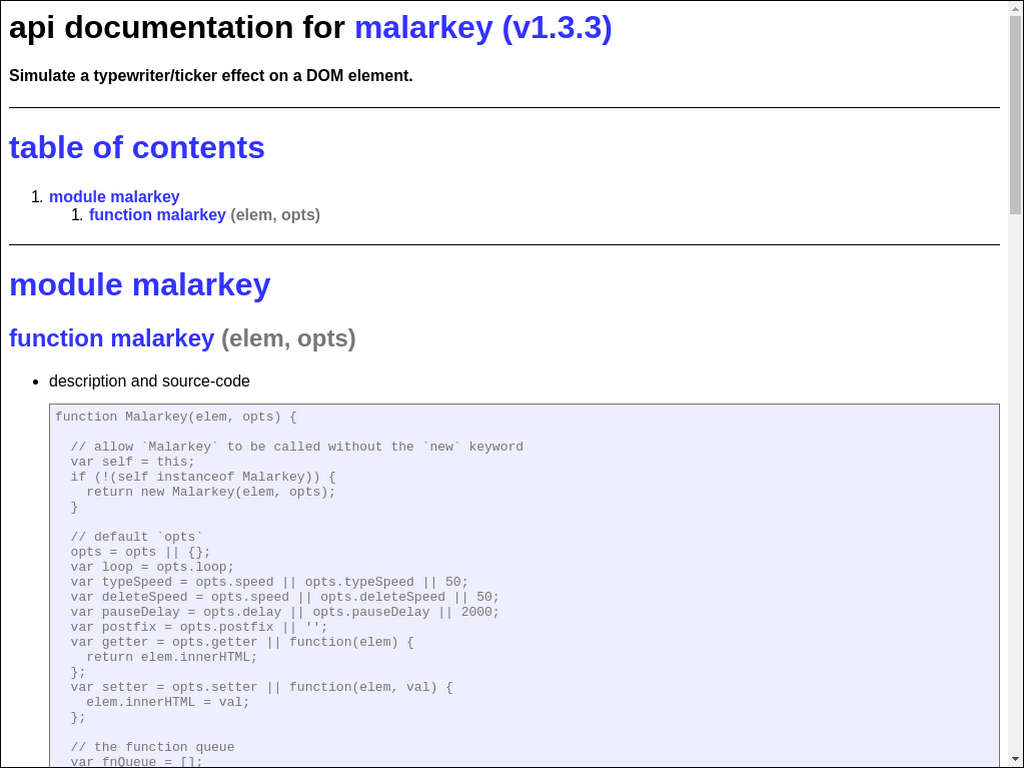 api documentation for malarkey (v1.3.3)
Simulate a typewriter/ticker effect on a DOM element.
table of contents
1. module malarkey
1. function malarkey (elem, opts)
module malarkey
function malarkey (elem, opts)
• description and source-code
function Malarkey(elem, opts) {
  // allow `Malarkey` to be called without the `new` keyword
  var self = this;
  if (!(self instanceof Malarkey)) {
    return new Malarkey(elem, opts);
  }
  // default `opts`
  opts = opts || {};
  var loop = opts.loop;
  var typeSpeed = opts.speed || opts.typeSpeed || 50;
  var deleteSpeed = opts.speed || opts.deleteSpeed || 50;
  var pauseDelay = opts.delay || opts.pauseDelay || 2000;
  var postfix = opts.postfix || '';
  var getter = opts.getter || function(elem) {
    return elem.innerHTML;
  };
  var setter = opts.setter || function(elem, val) {
    elem.innerHTML = val;
  };
  // the function queue
  var fnQueue = [];